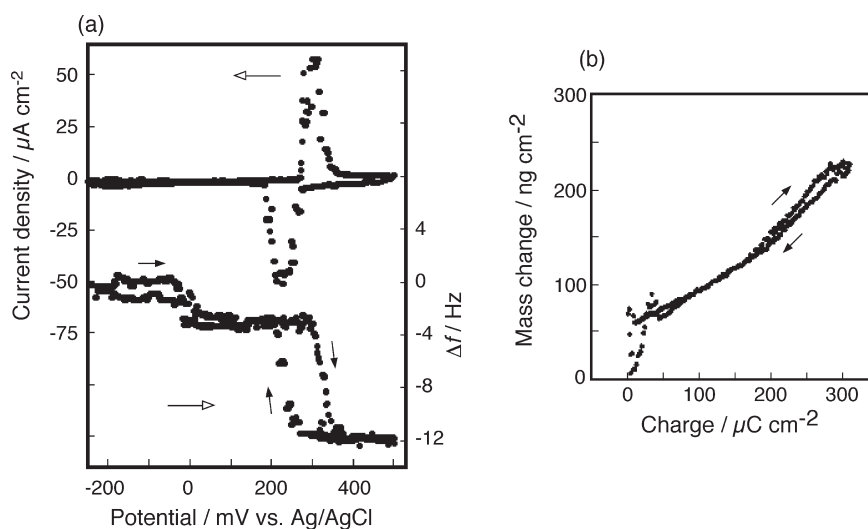 (a)
50
25
0
-25
-50
-75
Current density / µA cm-2
4
0
-4
-8
-12
Δf / Hz
-200 0 200 400
Potential / mV vs. Ag/AgCl
(b)
300
200
100
0
Mass change / ng cm-2
0 100 200 300
Charge / µC cm-2